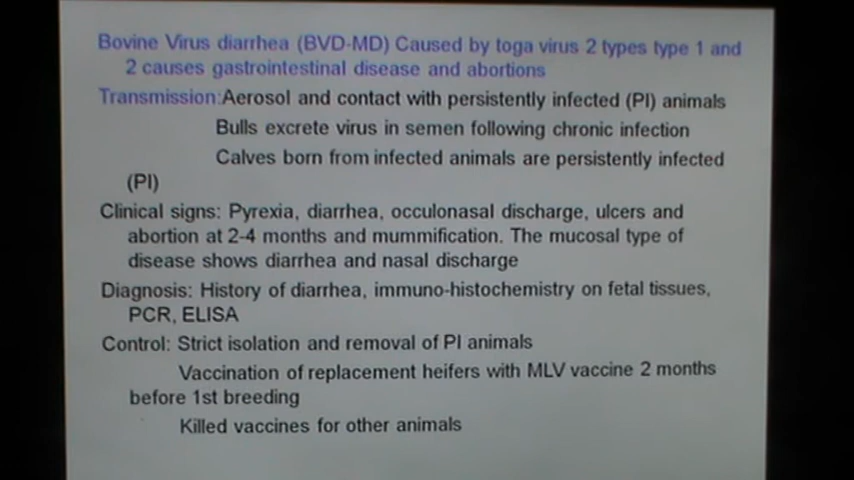 Bovine Virus diarrhea (BVD-MD) Caused by toga virus 2 types type 1 and
2 causes gastrointestinal disease and abortions
Transmission:Aerosol and contact with persistently infected (PI) animals
Bulls excrete virus in semen following chronic infection
Calves born from infected animals are persistently infected
(PI)
Clinical signs: Pyrexia, diarrhea, occulonasal discharge, ulcers and
abortion at 2-4 months and mummification. The mucosal type of
disease shows diarrhea and nasal discharge
Diagnosis: History of diarrhea, immuno-histochemistry on fetal tissues,
PCR, ELISA
Control: Strict isolation and removal of PI animals
Vaccination of replacement heifers with MLV vaccine 2 months
before 1st breeding
Killed vaccines for other animals